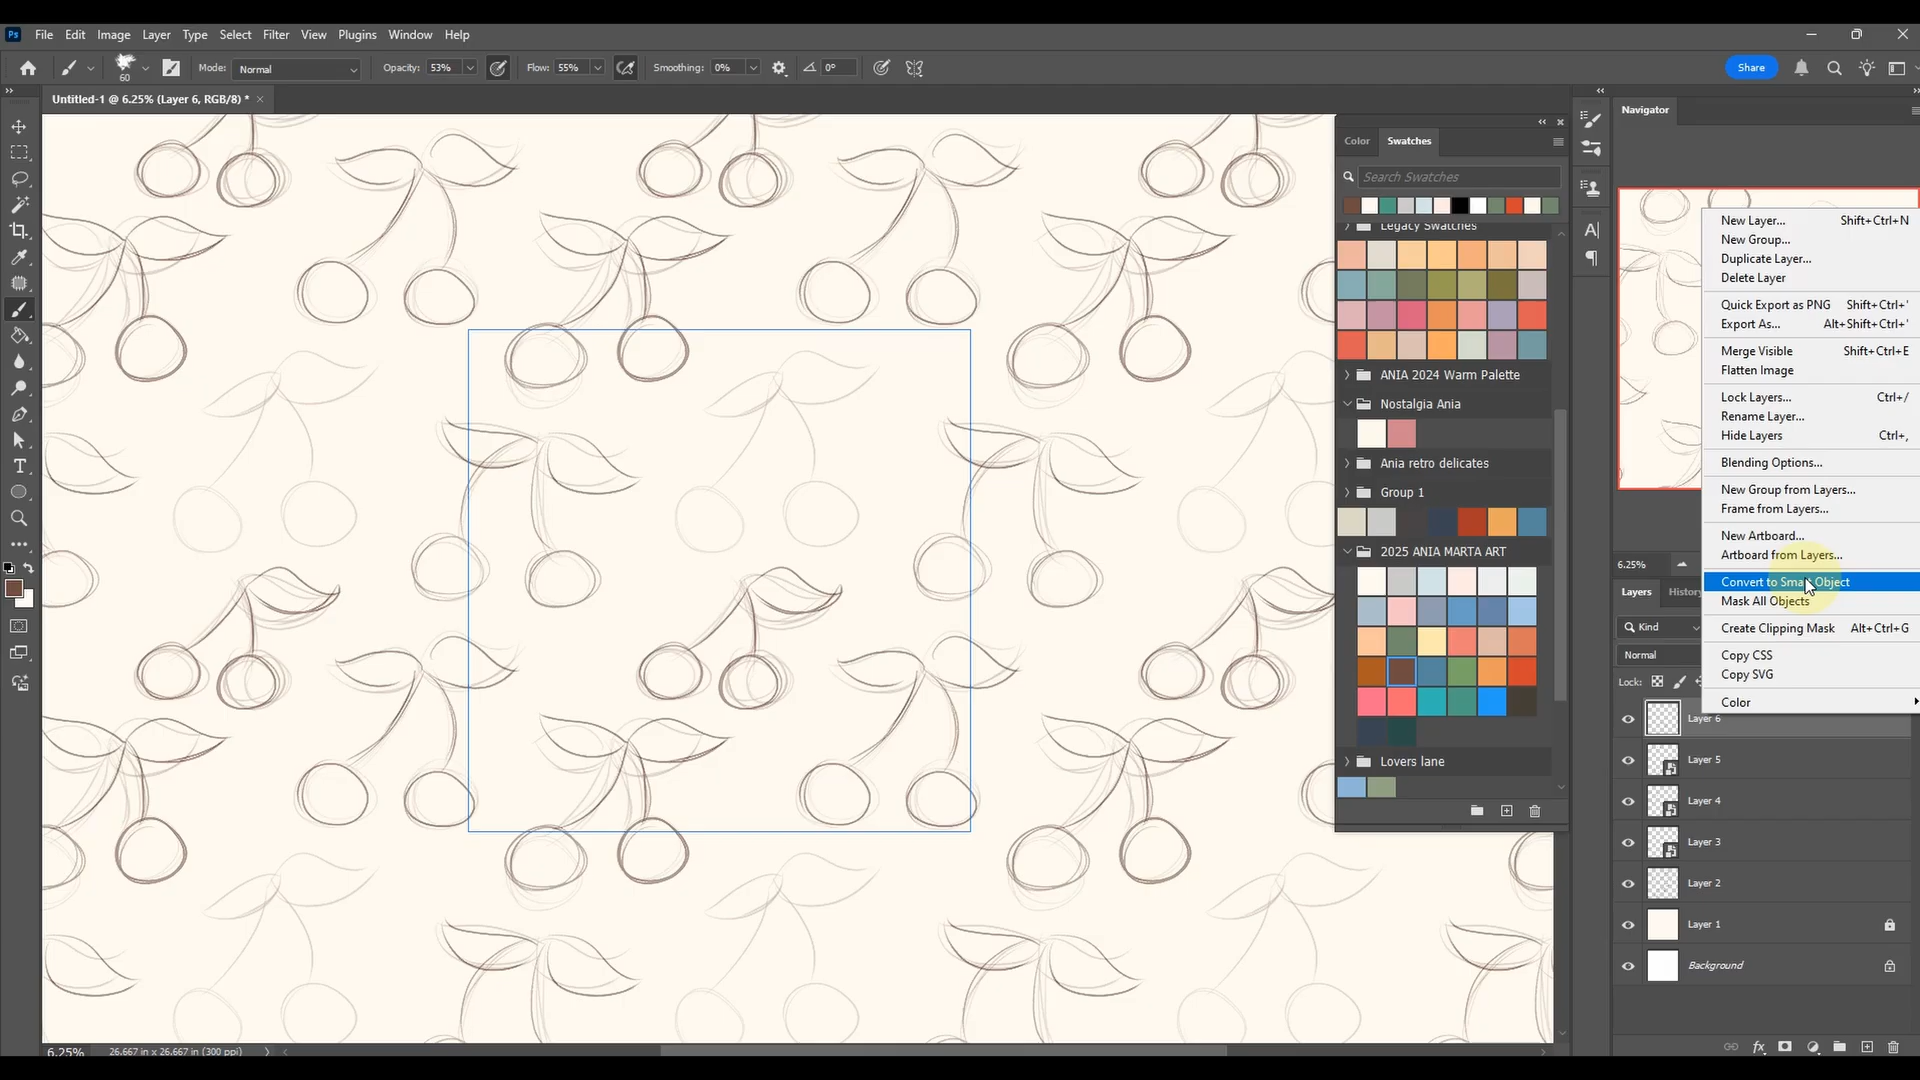 Ps File Edit Image Layer Type Select Filter View Plugins Window Help
60 Mode: Normal Opacity: 53% Flow: 55% Smoothing: 0% 0° Share
Untitled-1 @ 6.25% (Layer 6, RGB/8) *
Color Swatches
Search Swatches
Legacy Swatches
ANIA 2024 Warm Palette
Nostalgia Ania
Ania retro delicates
Group 1
2025 ANIA MARTA ART
Lovers lane
Navigator
New Layer... Shift+Ctrl+N
New Group...
Duplicate Layer...
Delete Layer
Quick Export as PNG Shift+Ctrl+'
Export As... Alt+Shift+Ctrl+'
Merge Visible Shift+Ctrl+E
Flatten Image
Lock Layers... Ctrl+/
Rename Layer...
Hide Layers Ctrl+,
Blending Options...
New Group from Layers...
Frame from Layers...
New Artboard...
Artboard from Layers...
Convert to Smart Object
Mask All Objects
Create Clipping Mask Alt+Ctrl+G
Copy CSS
Copy SVG
Color
6.25%
Layers History
Kind
Normal
Lock:
Layer 6
Layer 5
Layer 4
Layer 3
Layer 2
Layer 1
Background
6.25% 26.667 in x 26.667 in (300 ppi)